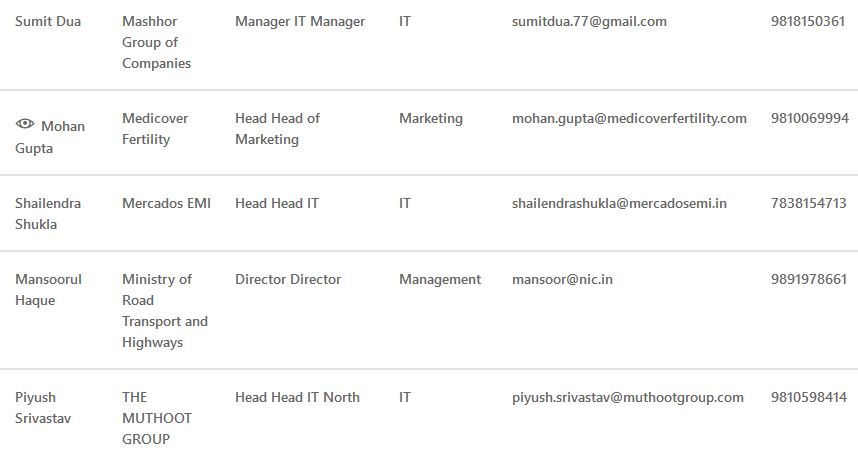 Sumit Dua Mashhor Manager IT Manager IT sumitdua.77@gmail.com 9818150361
Group of
Companies
Medicover Head Head of Marketing mohan.gupta@medicoverfertility.com 9810069994
Mohan
Fertility Marketing
Gupta
Shailendra Mercados EMI Head Head IT IT shailendrashukla@mercadosemi.in 7838154713
Shukla
Mansoorul Ministry of Director Director Management mansoor@nic.in 9891978661
Haque Road
Transport and
Highways
Piyush THE Head Head IT North IT piyush.srivastav@muthootgroup.com 9810598414
Srivastav MUTHOOT
GROUP